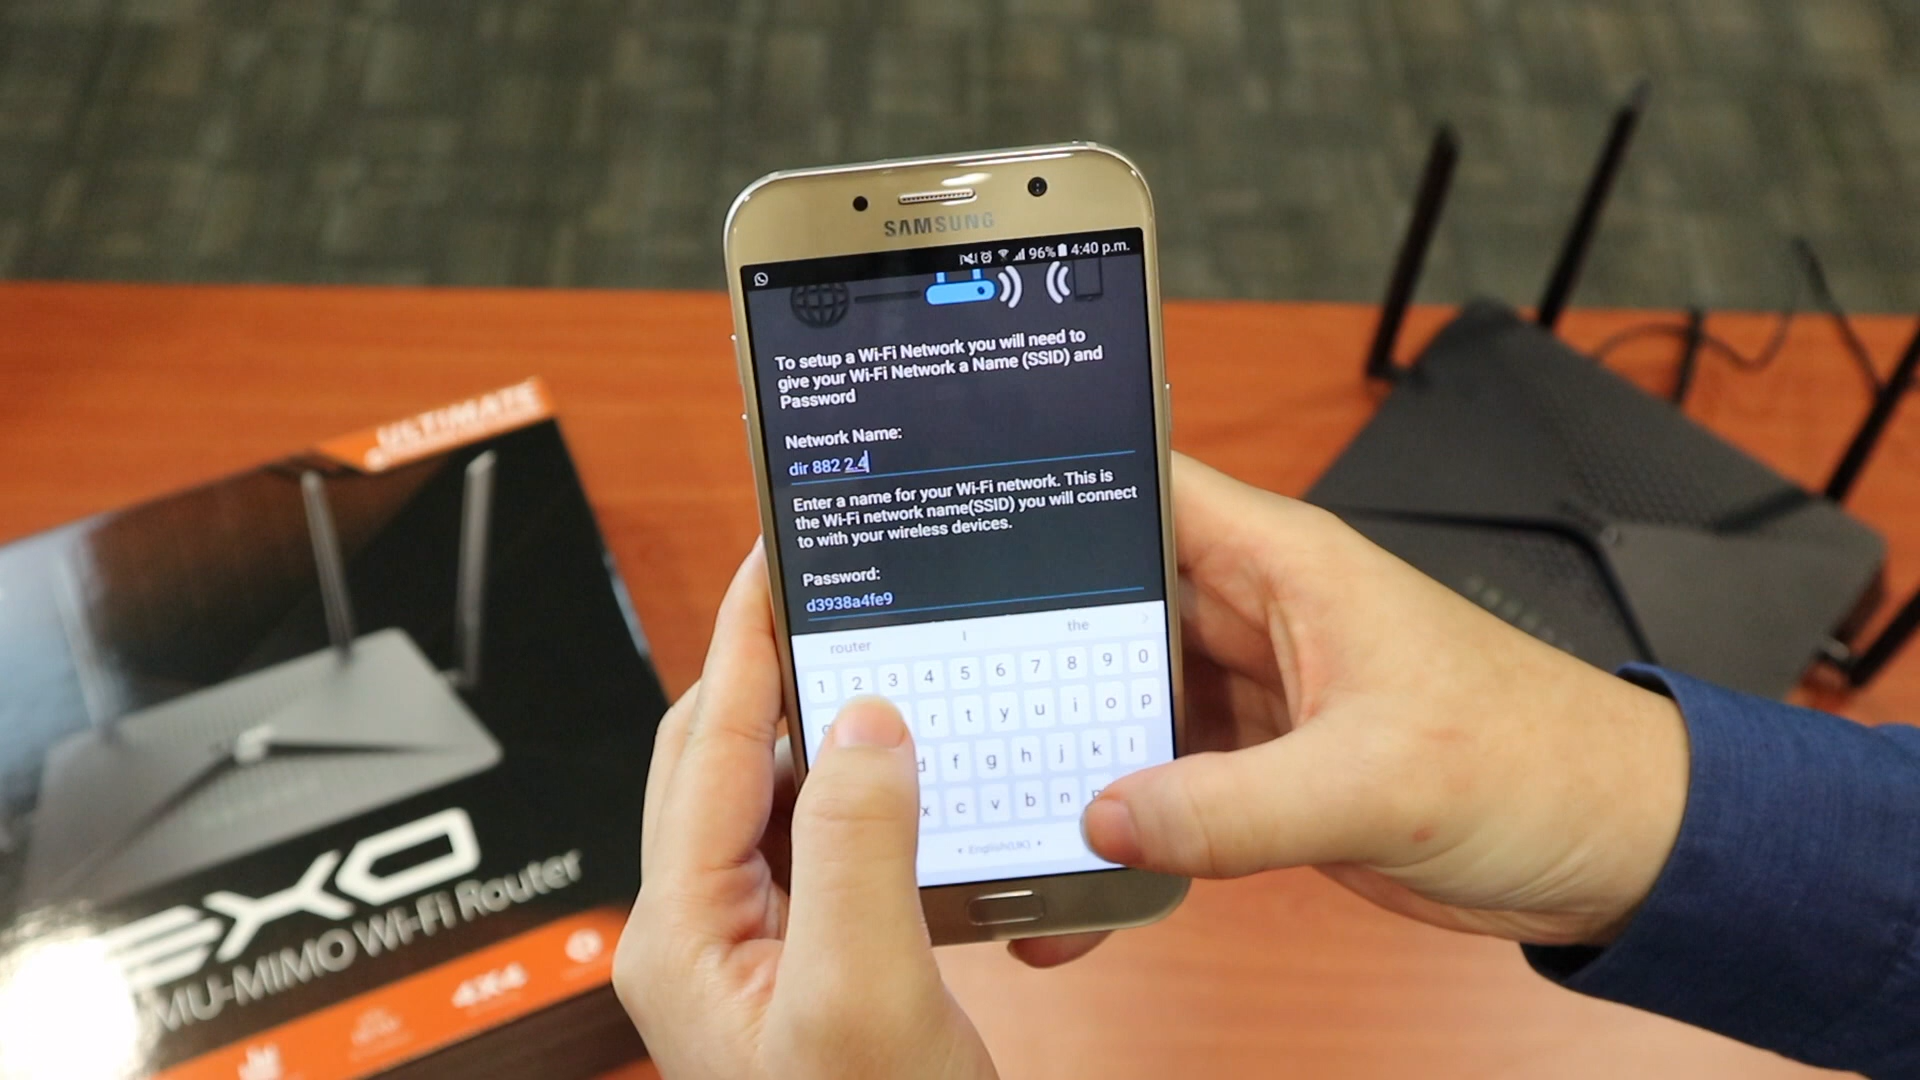 SAMSUNG
96% 4:40 p.m.
To setup a Wi-Fi Network you will need to
give your Wi-Fi Network a Name (SSID) and
Password
Network Name:
dir 882 2.4
Enter a name for your Wi-Fi network. This is
the Wi-Fi network name(SSID) you will connect
to with your wireless devices.
Password:
d3938a4fe9
router I the
1 2 3 4 5 6 7 8 9 0
r t y u i o p
d f g h j k l
x c v b n
English(UK)
ULTIMATE
EXO
MU-MIMO Wi-Fi Router
4X4